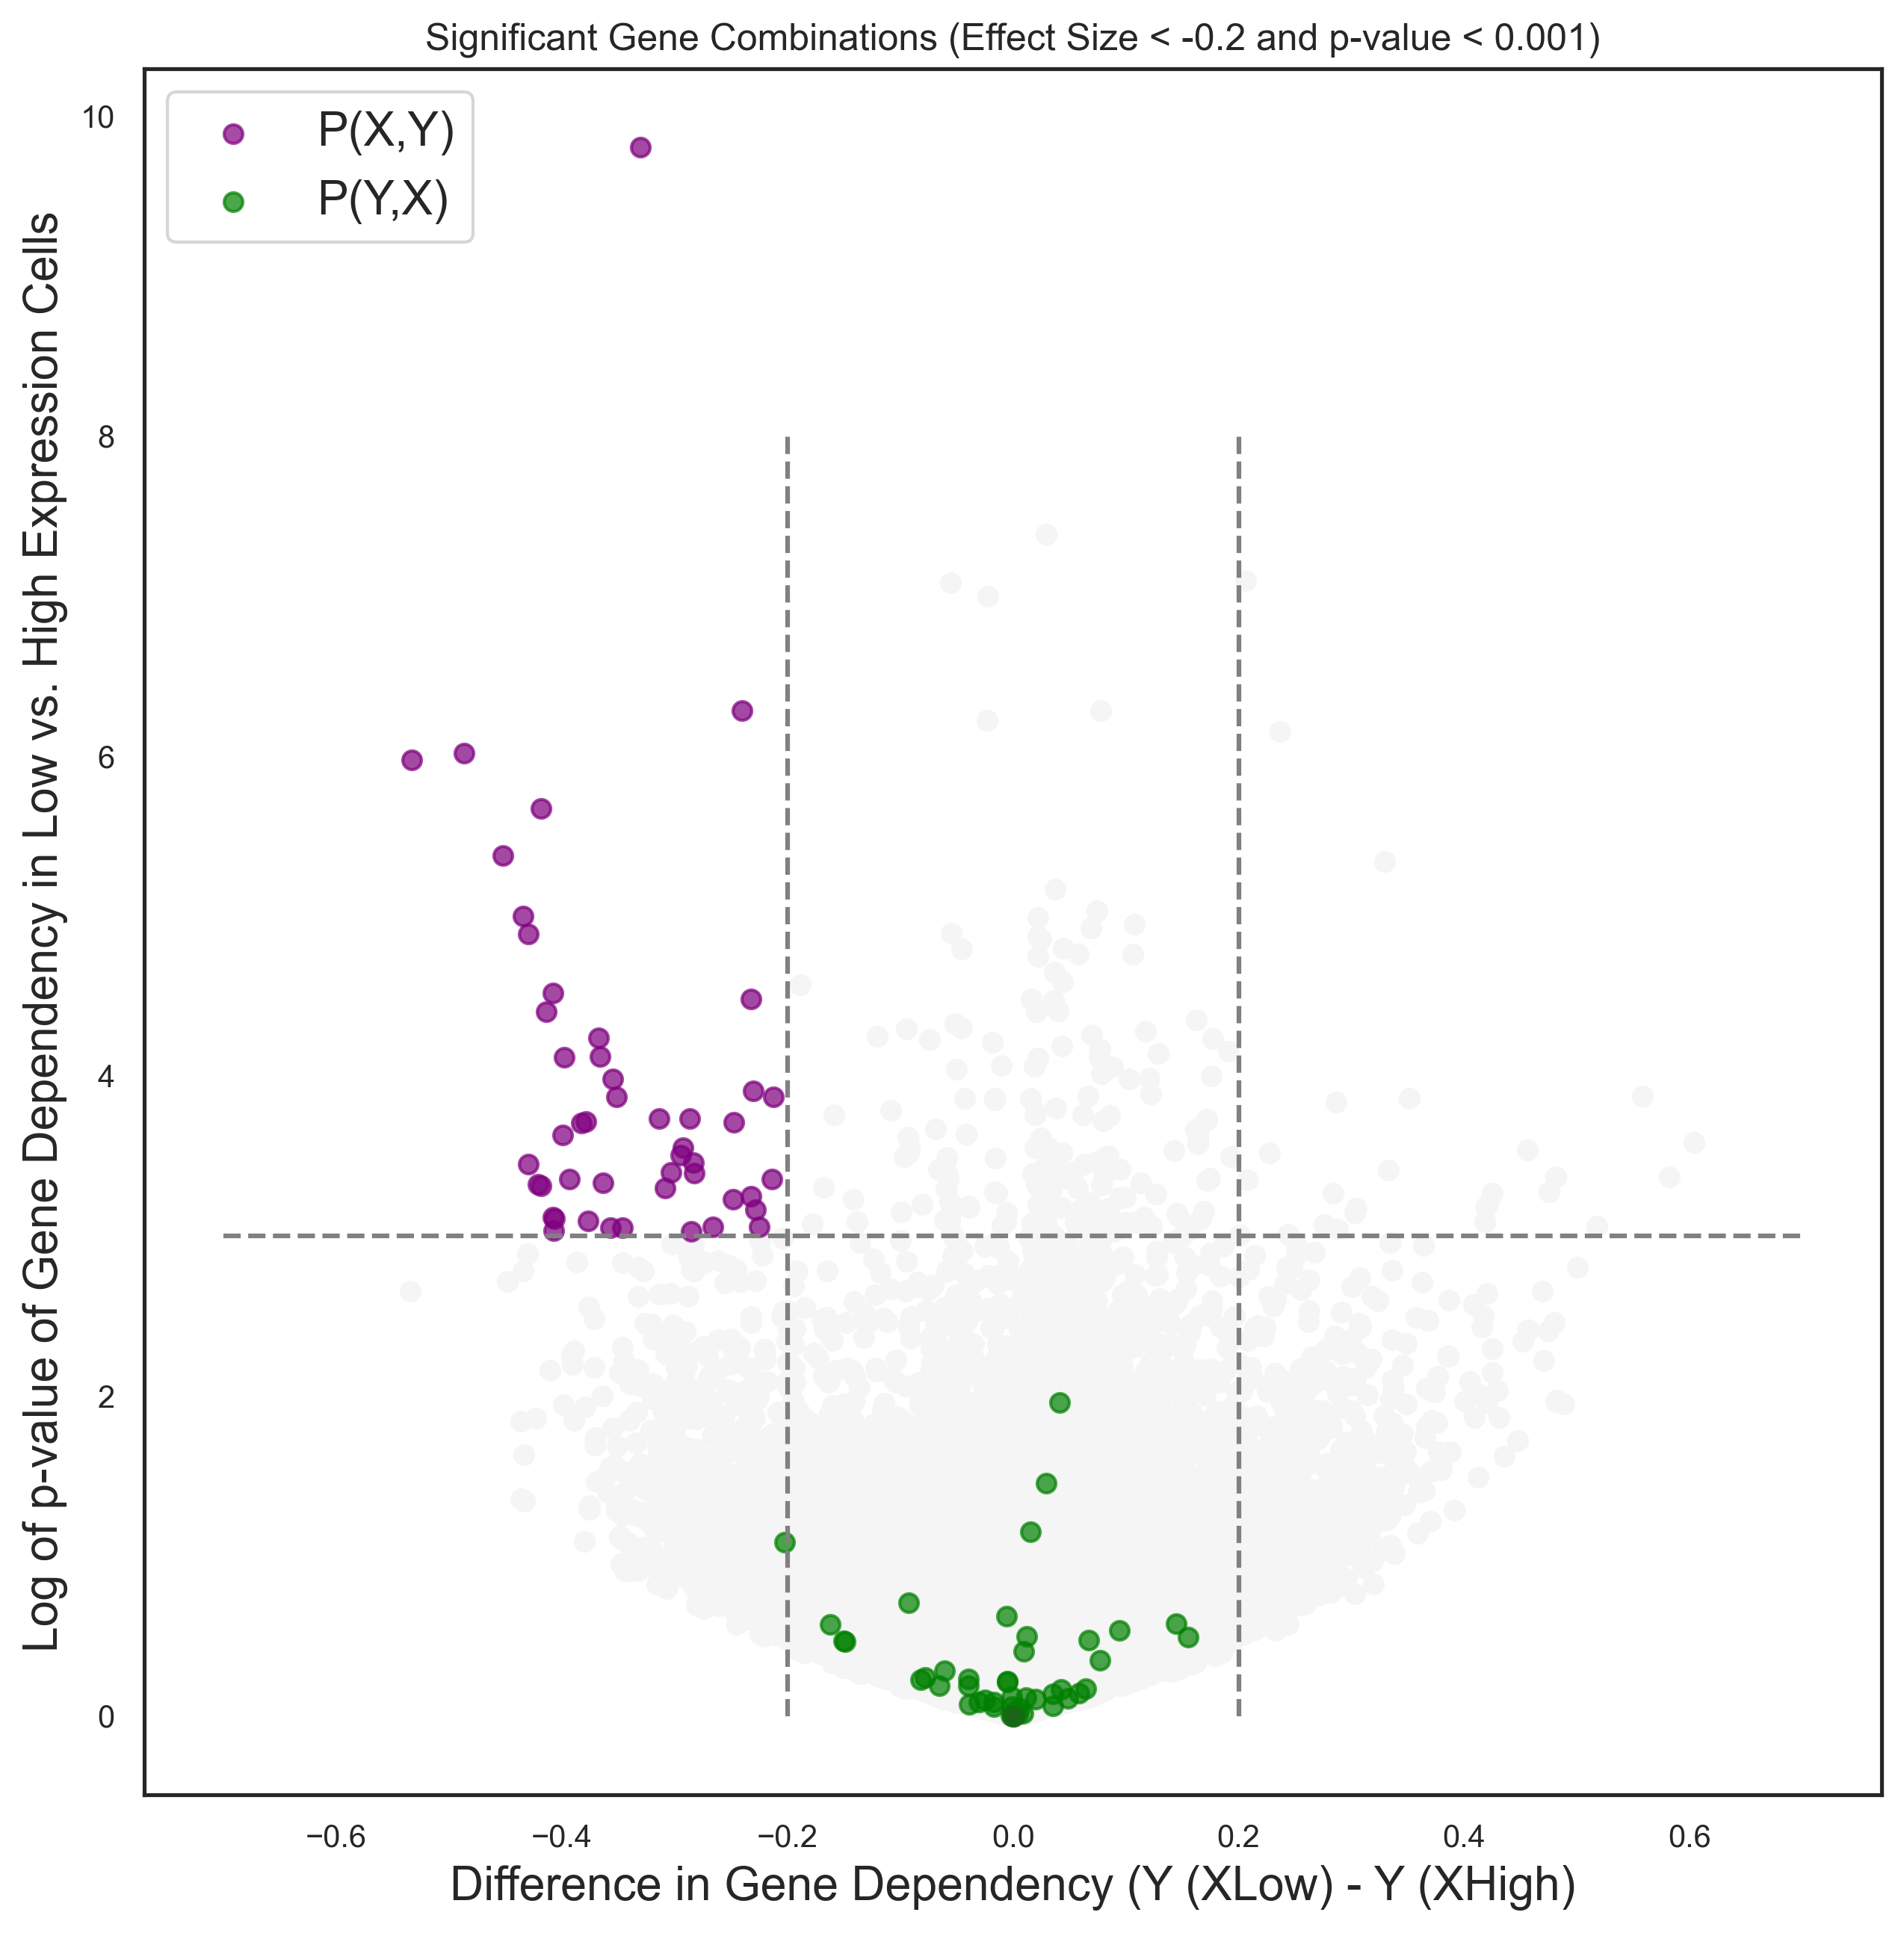 Significant Gene Combinations (Effect Size < -0.2 and p-value < 0.001)
P(X,Y)
P(Y,X)
Log of p-value of Gene Dependency in Low vs. High Expression Cells
10
8
6
4
2
0
−0.6 −0.4 −0.2 0.0 0.2 0.4 0.6
Difference in Gene Dependency (Y (XLow) - Y (XHigh)